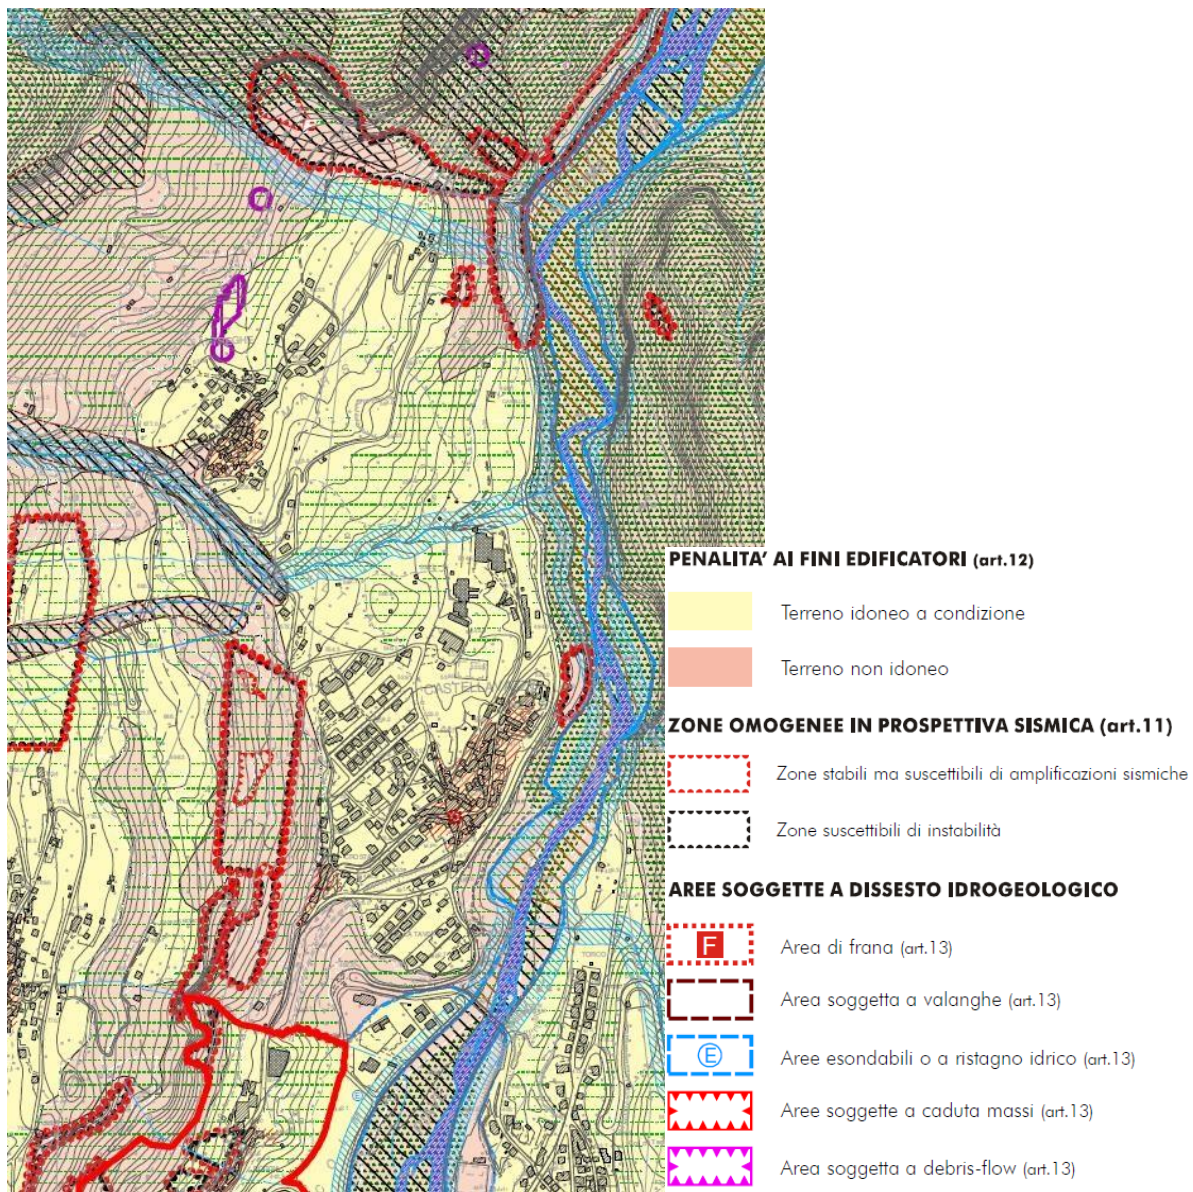 PENALITA' AI FINI EDIFICATORI (art.12)
Terreno idoneo a condizione
Terreno non idoneo
ZONE OMOGENEE IN PROSPETTIVA SISMICA (art.11)
Zone stabili ma suscettibili di amplificazioni sismiche
Zone suscettibili di instabilità
AREE SOGGETTE A DISSESTO IDROGEOLOGICO
F
Area di frana (art.13)
Area soggetta a valanghe (art.13)
E
Aree esondabili o a ristagno idrico (art.13)
Aree soggette a caduta massi (art.13)
Area soggetta a debris-flow (art.13)